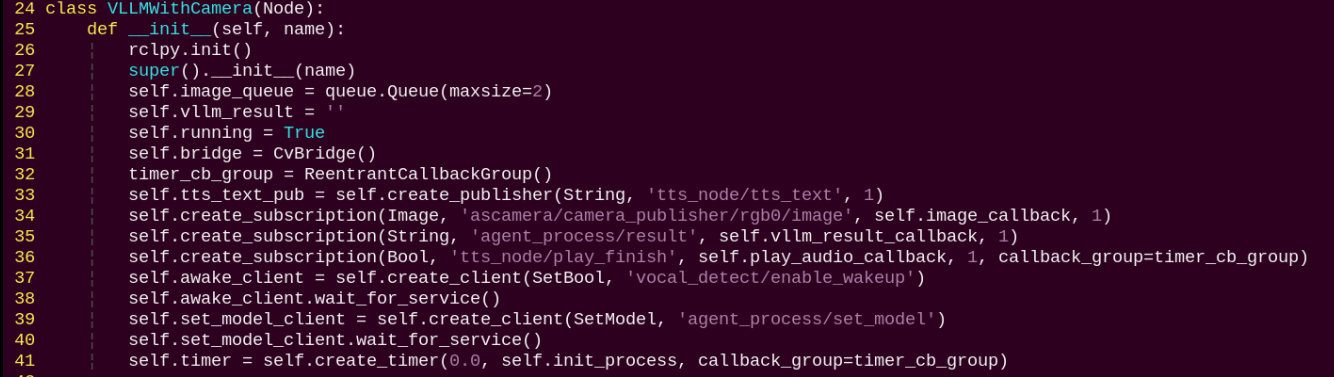 24 class VLLMWithCamera(Node):
25     def __init__(self, name):
26         rclpy.init()
27         super().__init__(name)
28         self.image_queue = queue.Queue(maxsize=2)
29         self.vllm_result = ''
30         self.running = True
31         self.bridge = CvBridge()
32         timer_cb_group = ReentrantCallbackGroup()
33         self.tts_text_pub = self.create_publisher(String, 'tts_node/tts_text', 1)
34         self.create_subscription(Image, 'ascamera/camera_publisher/rgb0/image', self.image_callback, 1)
35         self.create_subscription(String, 'agent_process/result', self.vllm_result_callback, 1)
36         self.create_subscription(Bool, 'tts_node/play_finish', self.play_audio_callback, 1, callback_group=timer_cb_group)
37         self.awake_client = self.create_client(SetBool, 'vocal_detect/enable_wakeup')
38         self.awake_client.wait_for_service()
39         self.set_model_client = self.create_client(SetModel, 'agent_process/set_model')
40         self.set_model_client.wait_for_service()
41         self.timer = self.create_timer(0.0, self.init_process, callback_group=timer_cb_group)